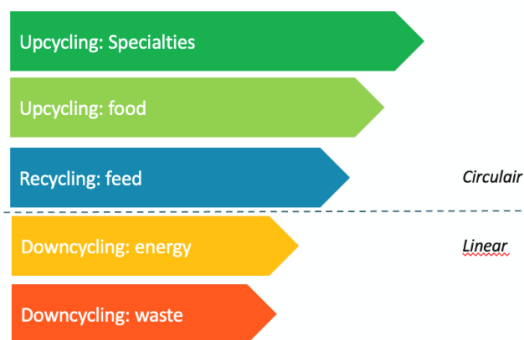 Upcycling: Specialties
Upcycling: food
Recycling: feed
Circulair
Downcycling: energy
Linear
Downcycling: waste